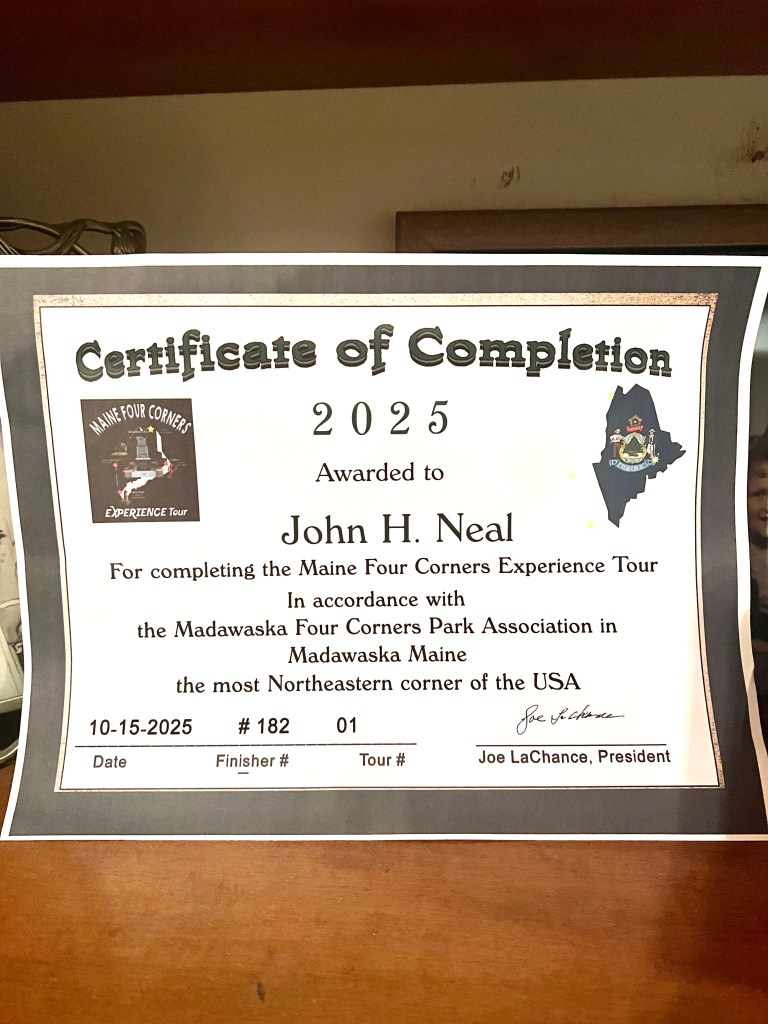 Certificate of Completion
MAINE FOUR CORNERS
EXPERIENCE Tour
2025
Awarded to
John H. Neal
For completing the Maine Four Corners Experience Tour
In accordance with
the Madawaska Four Corners Park Association in
Madawaska Maine
the most Northeastern corner of the USA
10-15-2025 # 182 01
Date Finisher # Tour #
Joe LaChance
Joe LaChance, President